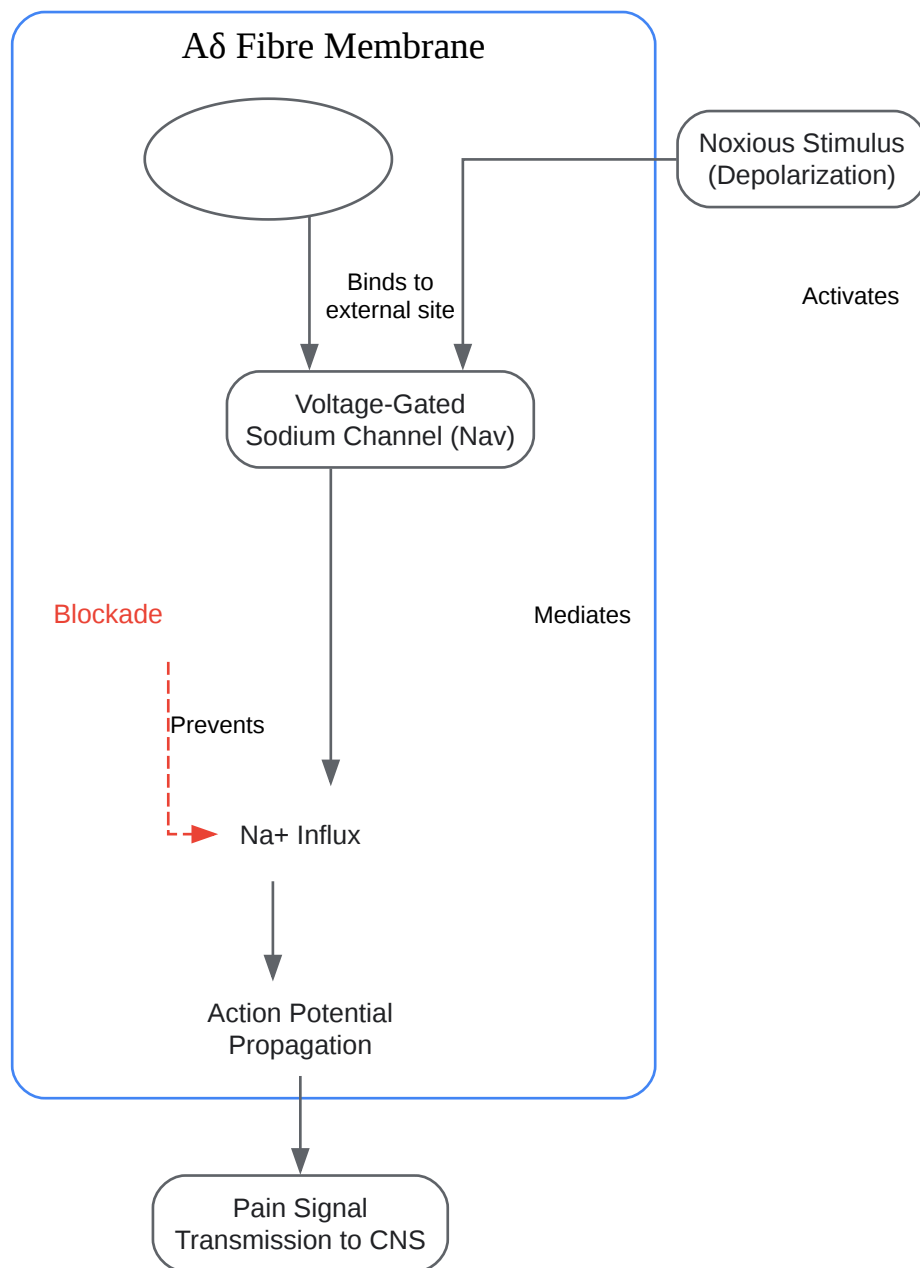 Aδ Fibre Membrane
Noxious Stimulus
(Depolarization)
Binds to
external site
Activates
Voltage-Gated
Sodium Channel (Nav)
Blockade
Mediates
Prevents
Na+ Influx
Action Potential
Propagation
Pain Signal
Transmission to CNS